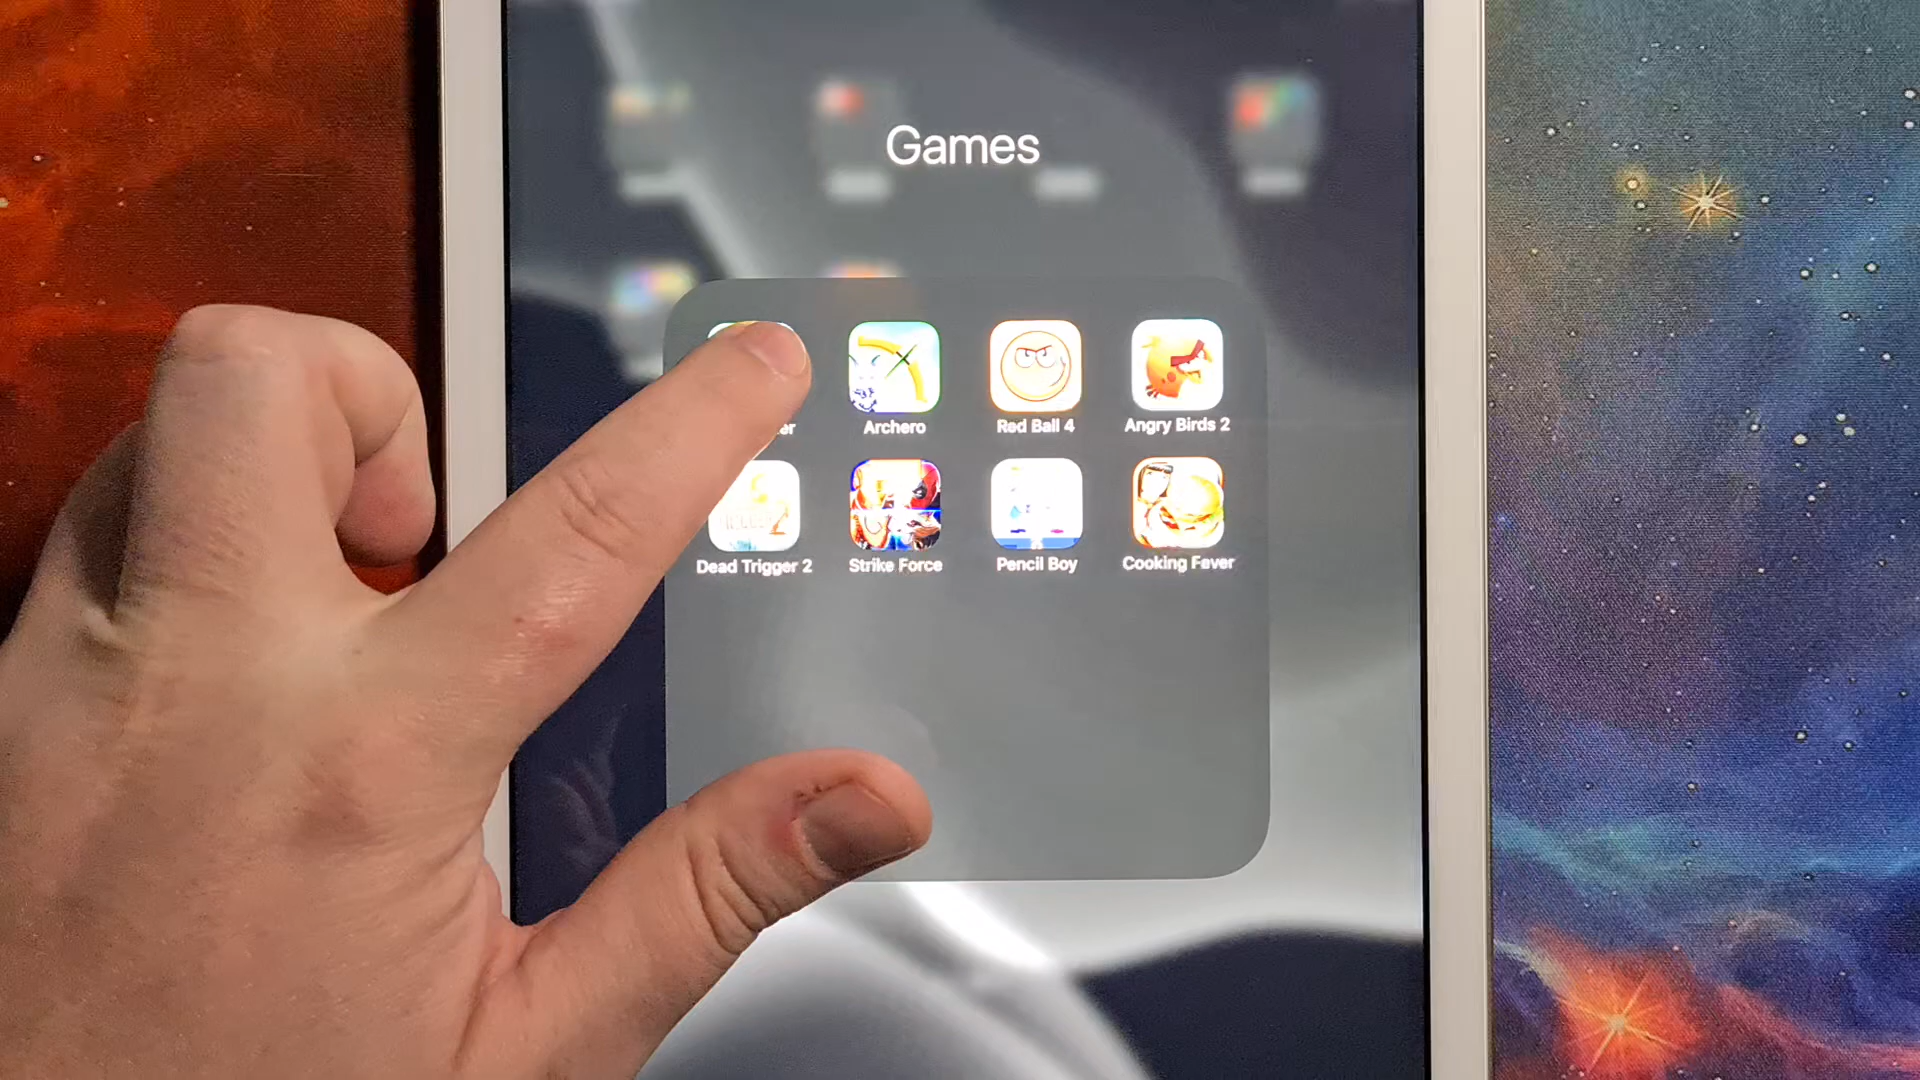 Games
Archero
Red Ball 4
Angry Birds 2
Dead Trigger 2
Strike Force
Pencil Boy
Cooking Fever